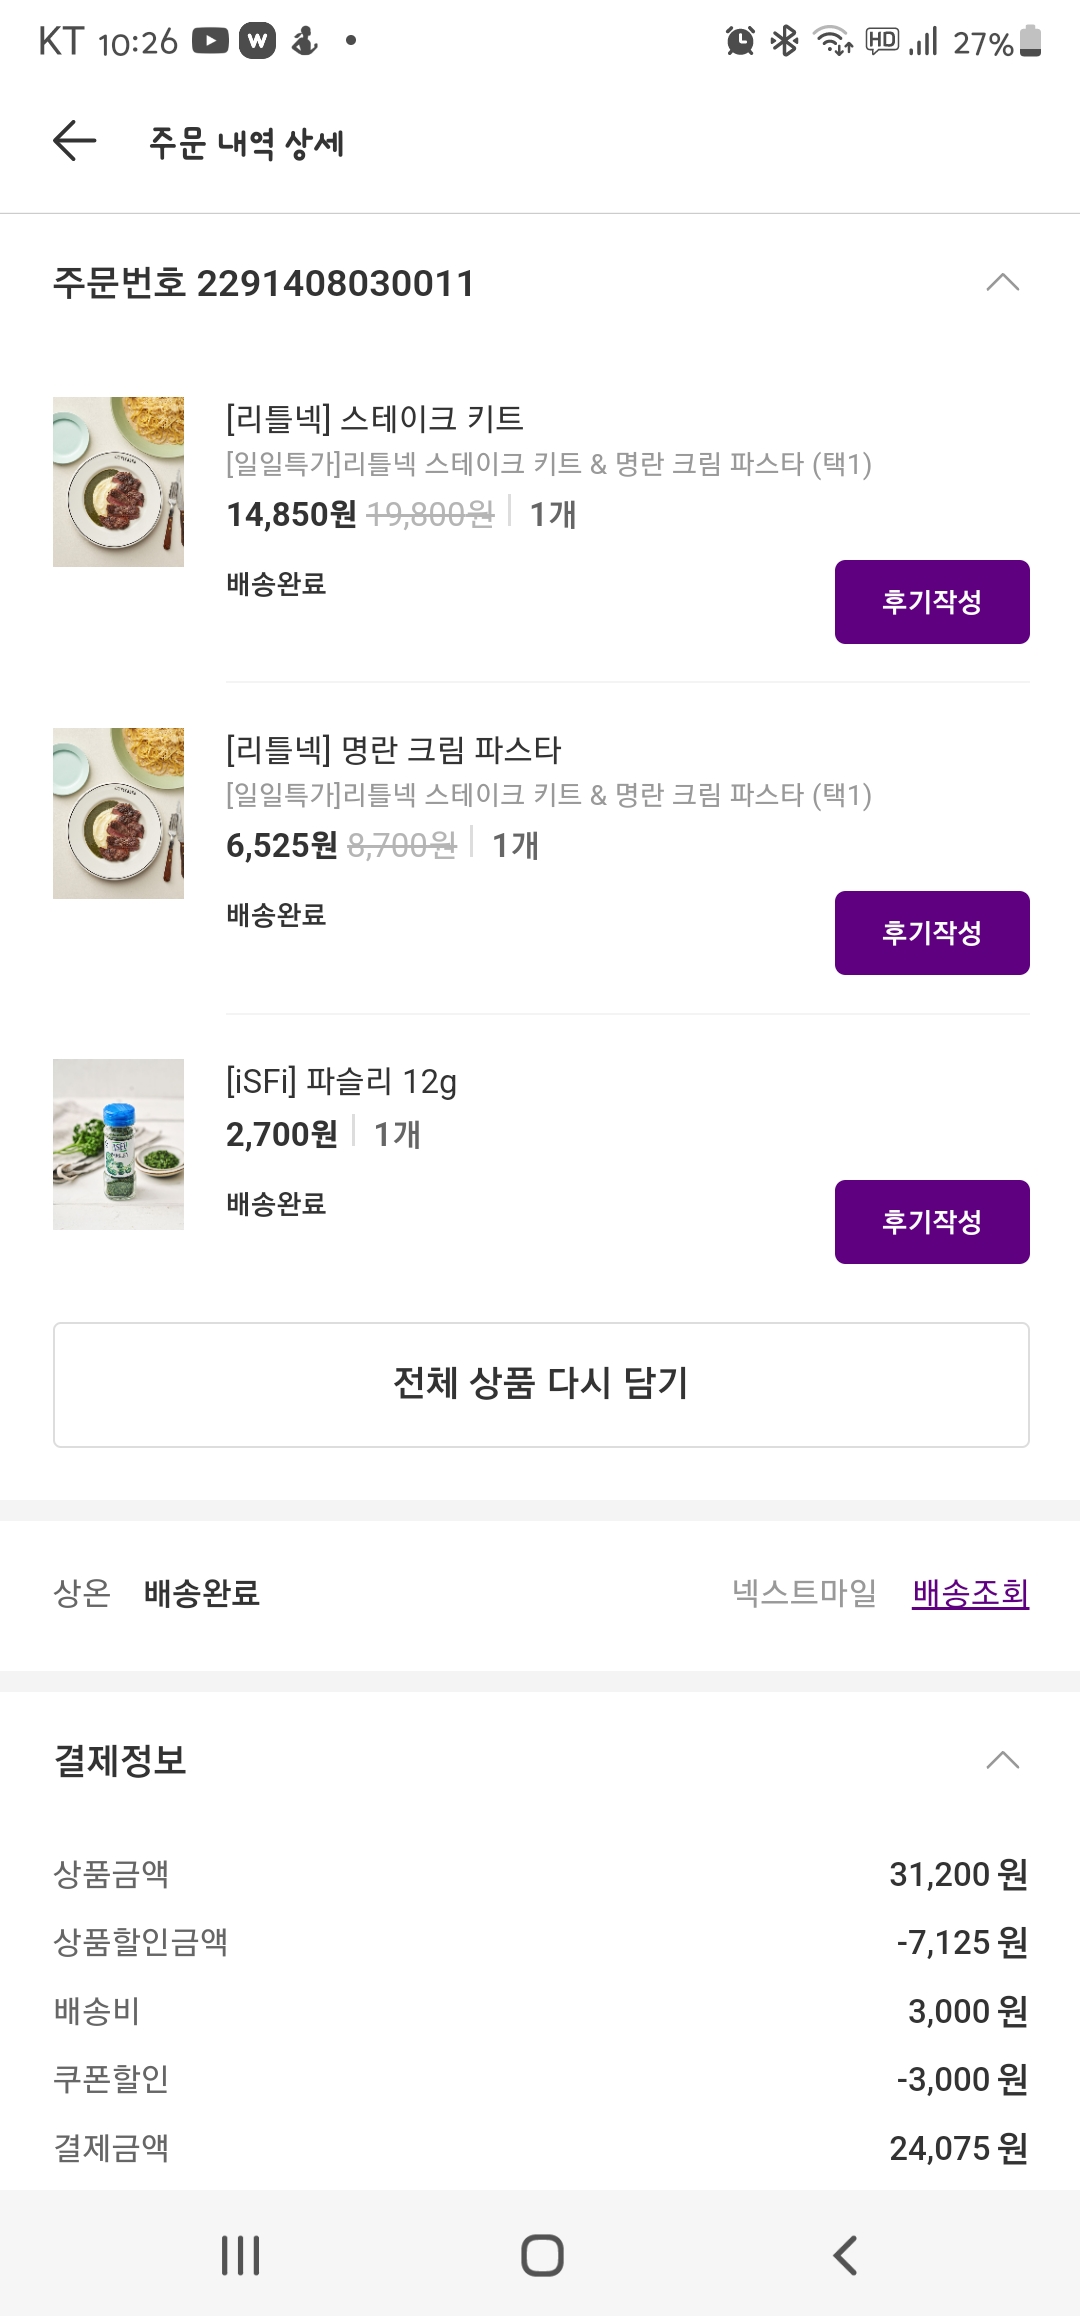 KT 10:26 W HD 27%
주문 내역 상세
주문번호 2291408030011
[리틀넥] 스테이크 키트
[일일특가]리틀넥 스테이크 키트 & 명란 크림 파스타 (택1)
14,850원 19,800원 1개
배송완료
후기작성
[리틀넥] 명란 크림 파스타
[일일특가]리틀넥 스테이크 키트 & 명란 크림 파스타 (택1)
6,525원 8,700원 1개
배송완료
후기작성
[iSFi] 파슬리 12g
2,700원 1개
배송완료
후기작성
전체 상품 다시 담기
상온 배송완료 넥스트마일 배송조회
결제정보
상품금액 31,200 원
상품할인금액 -7,125 원
배송비 3,000 원
쿠폰할인 -3,000 원
결제금액 24,075 원